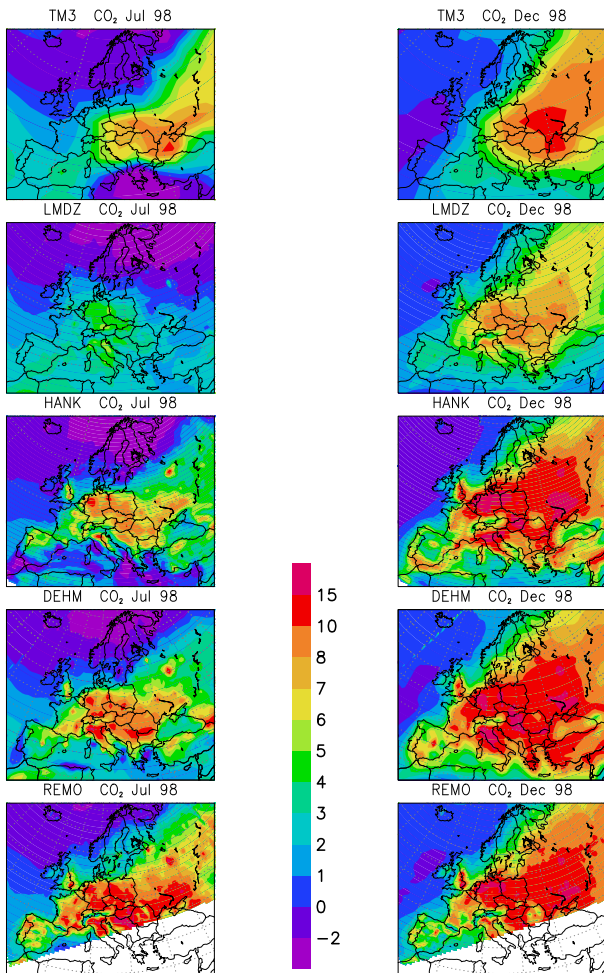 TM3 CO₂ Jul 98
TM3 CO₂ Dec 98
LMDZ CO₂ Jul 98
LMDZ CO₂ Dec 98
HANK CO₂ Jul 98
HANK CO₂ Dec 98
DEHM CO₂ Jul 98
DEHM CO₂ Dec 98
REMO CO₂ Jul 98
REMO CO₂ Dec 98
15
10
8
7
6
5
4
3
2
1
0
−2